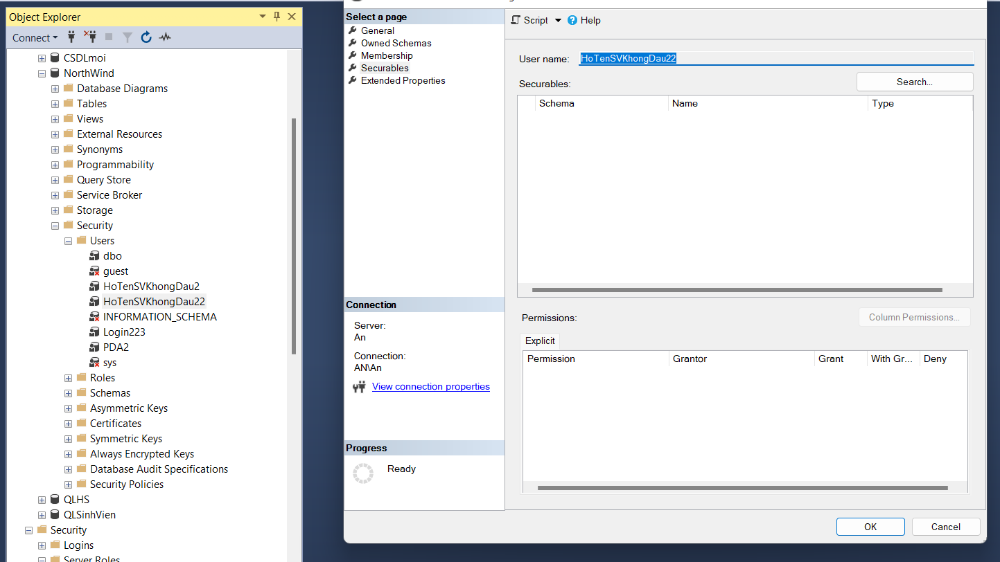 Object Explorer
Connect
CSDLmoi
NorthWind
Database Diagrams
Tables
Views
External Resources
Synonyms
Programmability
Query Store
Service Broker
Storage
Security
Users
dbo
guest
HoTenSVKhongDau2
HoTenSVKhongDau22
INFORMATION_SCHEMA
Login223
PDA2
sys
Roles
Schemas
Asymmetric Keys
Certificates
Symmetric Keys
Always Encrypted Keys
Database Audit Specifications
Security Policies
QLHS
QLSinhVien
Security
Logins
Server Roles
Select a page
General
Owned Schemas
Membership
Securables
Extended Properties
Connection
Server:
An
Connection:
AN\An
View connection properties
Progress
Ready
Script Help
User name: HoTenSVKhongDau22
Securables: Search...
Schema Name Type
Permissions: Column Permissions...
Explicit
Permission Grantor Grant With Gr... Deny
OK Cancel